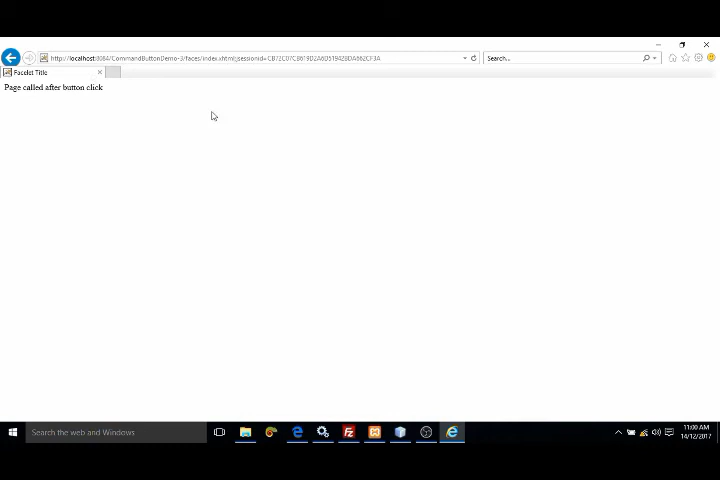 http://localhost:8084/CommandButtonDemo-3/faces/index.xhtml;jsessionid=CB72C07CB619D2A6D51942BDA662CF3A
Search...
Facelet Title
Page called after button click
Search the web and Windows
11:00 AM
14/12/2017